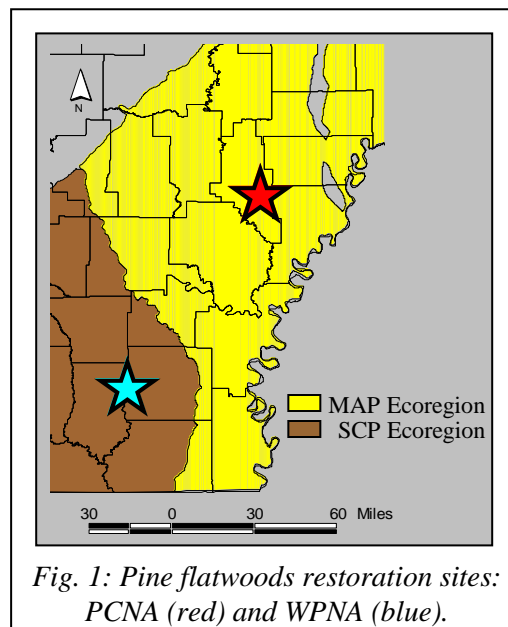 N
MAP Ecoregion
SCP Ecoregion
30 0 30 60 Miles
Fig. 1: Pine flatwoods restoration sites:
PCNA (red) and WPNA (blue).